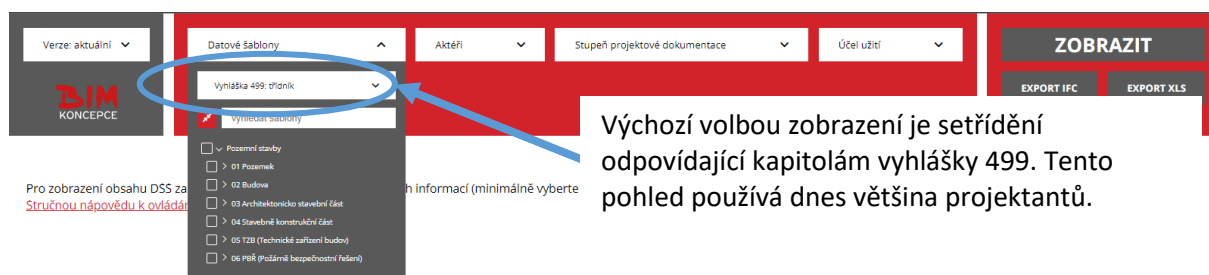 Verze: aktuální
Datové šablony
Aktéři
Stupeň projektové dokumentace
Účel užití
ZOBRAZIT
BIM
KONCEPCE
Vyhláška 499: třídník
EXPORT IFC
EXPORT XLS
Vyhledat šablony
Pozemní stavby
01 Pozemek
02 Budova
03 Architektonicko stavební část
04 Stavebně konstrukční část
05 TZB (Technické zařízení budov)
06 PBŘ (Požárně bezpečnostní řešení)
Pro zobrazení obsahu DSS za
h informací (minimálně vyberte
Stručnou nápovědu k ovládán
Výchozí volbou zobrazení je setřídění
odpovídající kapitolám vyhlášky 499. Tento
pohled používá dnes většina projektantů.